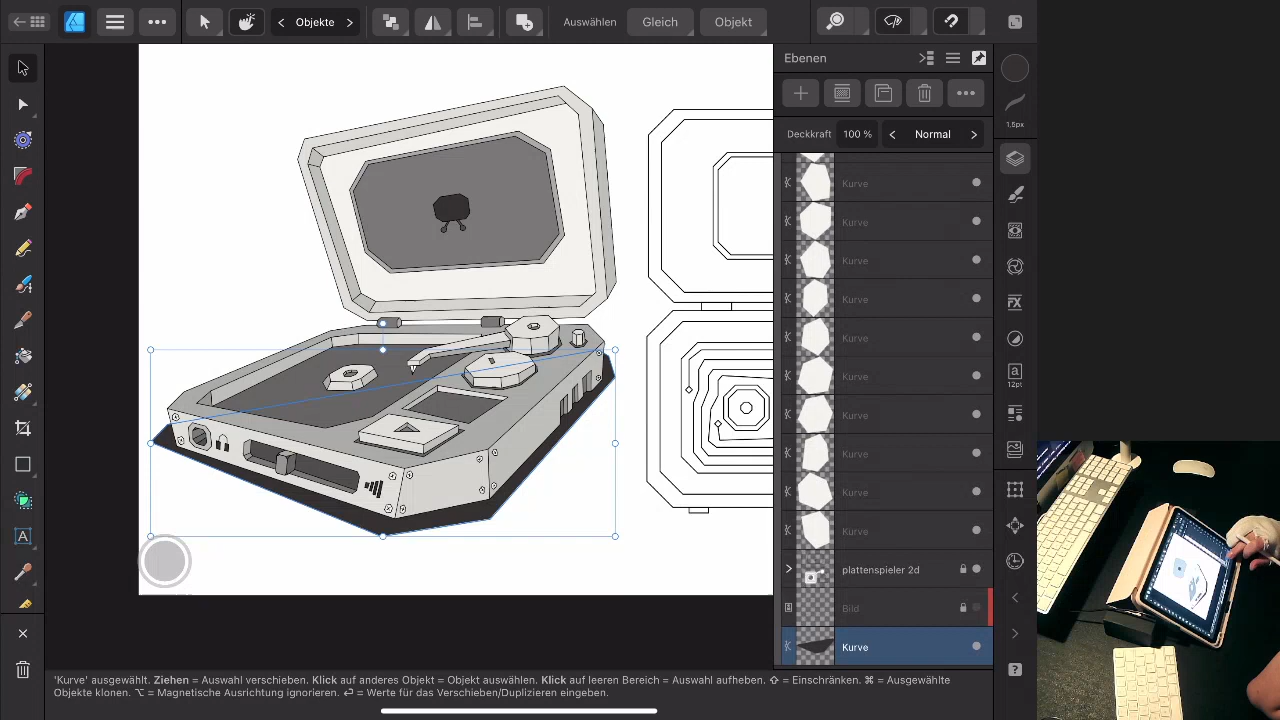 Objekte
Auswählen
Gleich
Objekt
Ebenen
Deckkraft
100 %
Normal
1,5px
Kurve
Kurve
Kurve
Kurve
Kurve
Kurve
Kurve
Kurve
Kurve
Kurve
plattenspieler 2d
Bild
Kurve
FX
a
12pt
A
?
'Kurve' ausgewählt. Ziehen = Auswahl verschieben. Klick auf anderes Objekt = Objekt auswählen. Klick auf leeren Bereich = Auswahl aufheben. ⇧ = Einschränken. ⌘ = Ausgewählte
Objekte klonen. ⌥ = Magnetische Ausrichtung ignorieren. ⏎ = Werte für das Verschieben/Duplizieren eingeben.